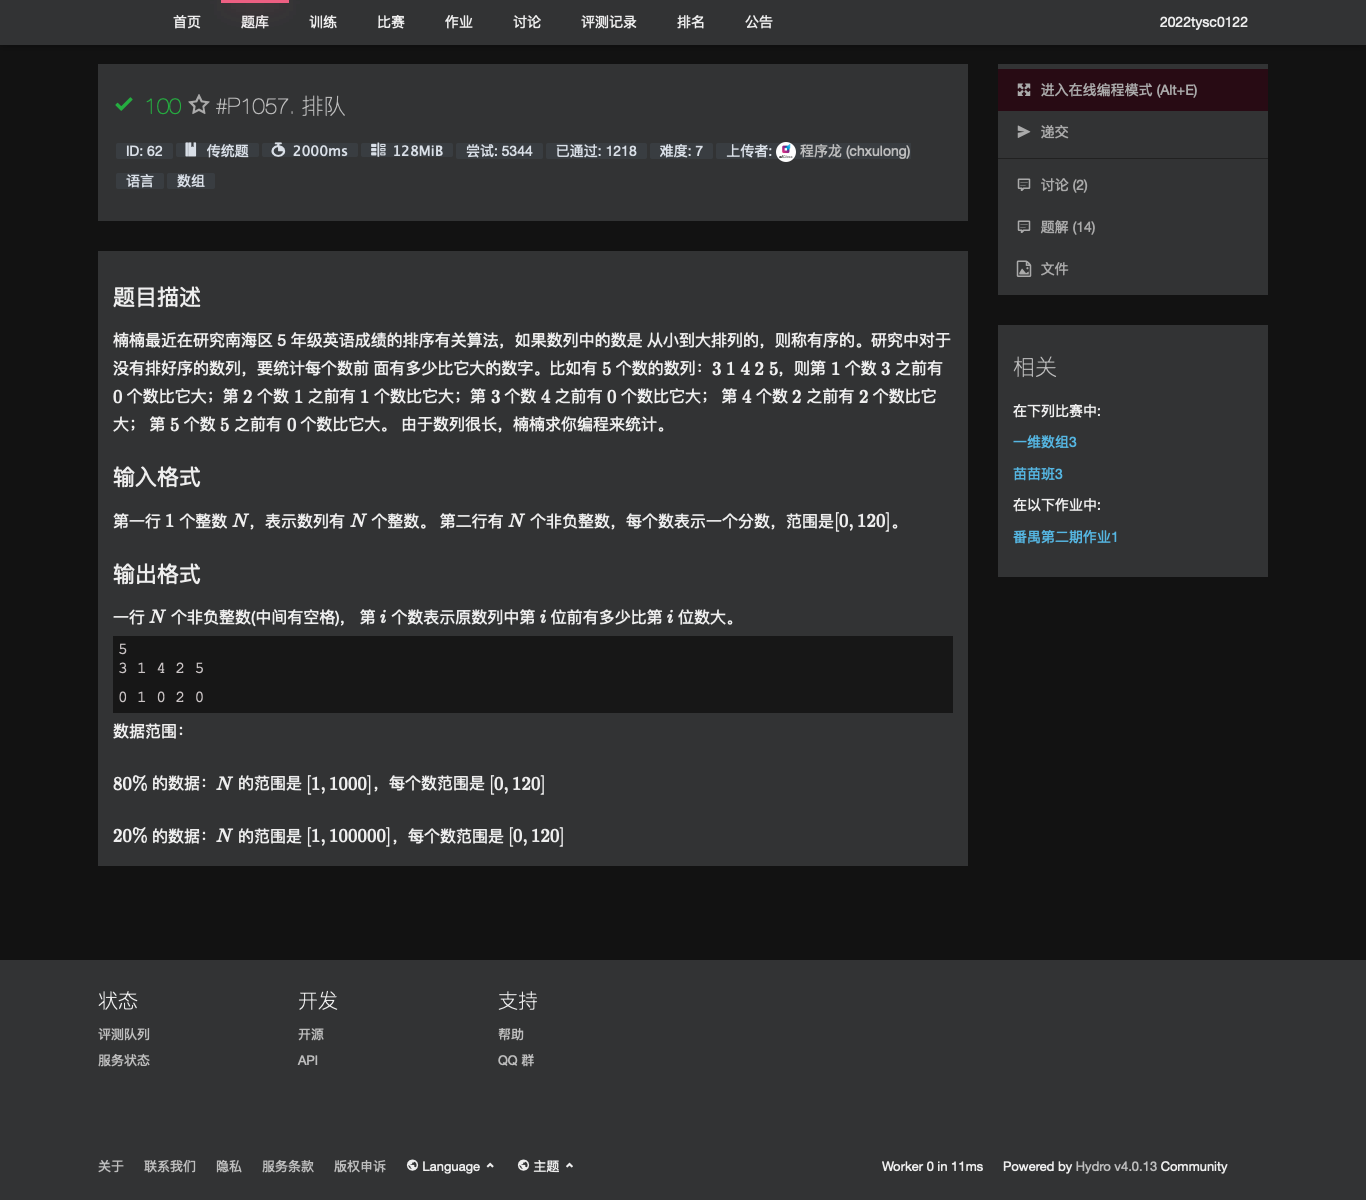 首页 题库 训练 比赛 作业 讨论 评测记录 排名 公告 2022tysc0122
100 #P1057. 排队
ID: 62 传统题 2000ms 128MiB 尝试: 5344 已通过: 1218 难度: 7 上传者: 程序龙 (chxulong)
语言 数组
题目描述
楠楠最近在研究南海区 5 年级英语成绩的排序有关算法，如果数列中的数是 从小到大排列的，则称有序的。研究中对于
没有排好序的数列，要统计每个数前 面有多少比它大的数字。比如有 5 个数的数列：3 1 4 2 5，则第 1 个数 3 之前有
0 个数比它大；第 2 个数 1 之前有 1 个数比它大；第 3 个数 4 之前有 0 个数比它大； 第 4 个数 2 之前有 2 个数比它
大； 第 5 个数 5 之前有 0 个数比它大。 由于数列很长，楠楠求你编程来统计。
输入格式
第一行 1 个整数 N，表示数列有 N 个整数。 第二行有 N 个非负整数，每个数表示一个分数，范围是[0, 120]。
输出格式
一行 N 个非负整数(中间有空格)， 第 i 个数表示原数列中第 i 位前有多少比第 i 位数大。
5
3 1 4 2 5
0 1 0 2 0
数据范围：
80% 的数据：N 的范围是 [1, 1000]，每个数范围是 [0, 120]
20% 的数据：N 的范围是 [1, 100000]，每个数范围是 [0, 120]
进入在线编程模式 (Alt+E)
递交
讨论 (2)
题解 (14)
文件
相关
在下列比赛中:
一维数组3
苗苗班3
在以下作业中:
番禺第二期作业1
状态
评测队列
服务状态
开发
开源
API
支持
帮助
QQ 群
关于 联系我们 隐私 服务条款 版权申诉 Language 主题 Worker 0 in 11ms Powered by Hydro v4.0.13 Community